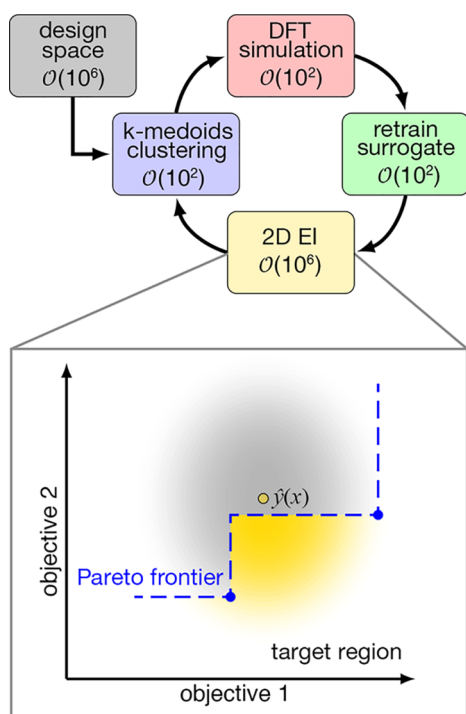 design
space
𝒪(10⁶)
DFT
simulation
𝒪(10²)
k-medoids
clustering
𝒪(10²)
retrain
surrogate
𝒪(10²)
2D EI
𝒪(10⁶)
objective 2
ŷ(x)
Pareto frontier
target region
objective 1